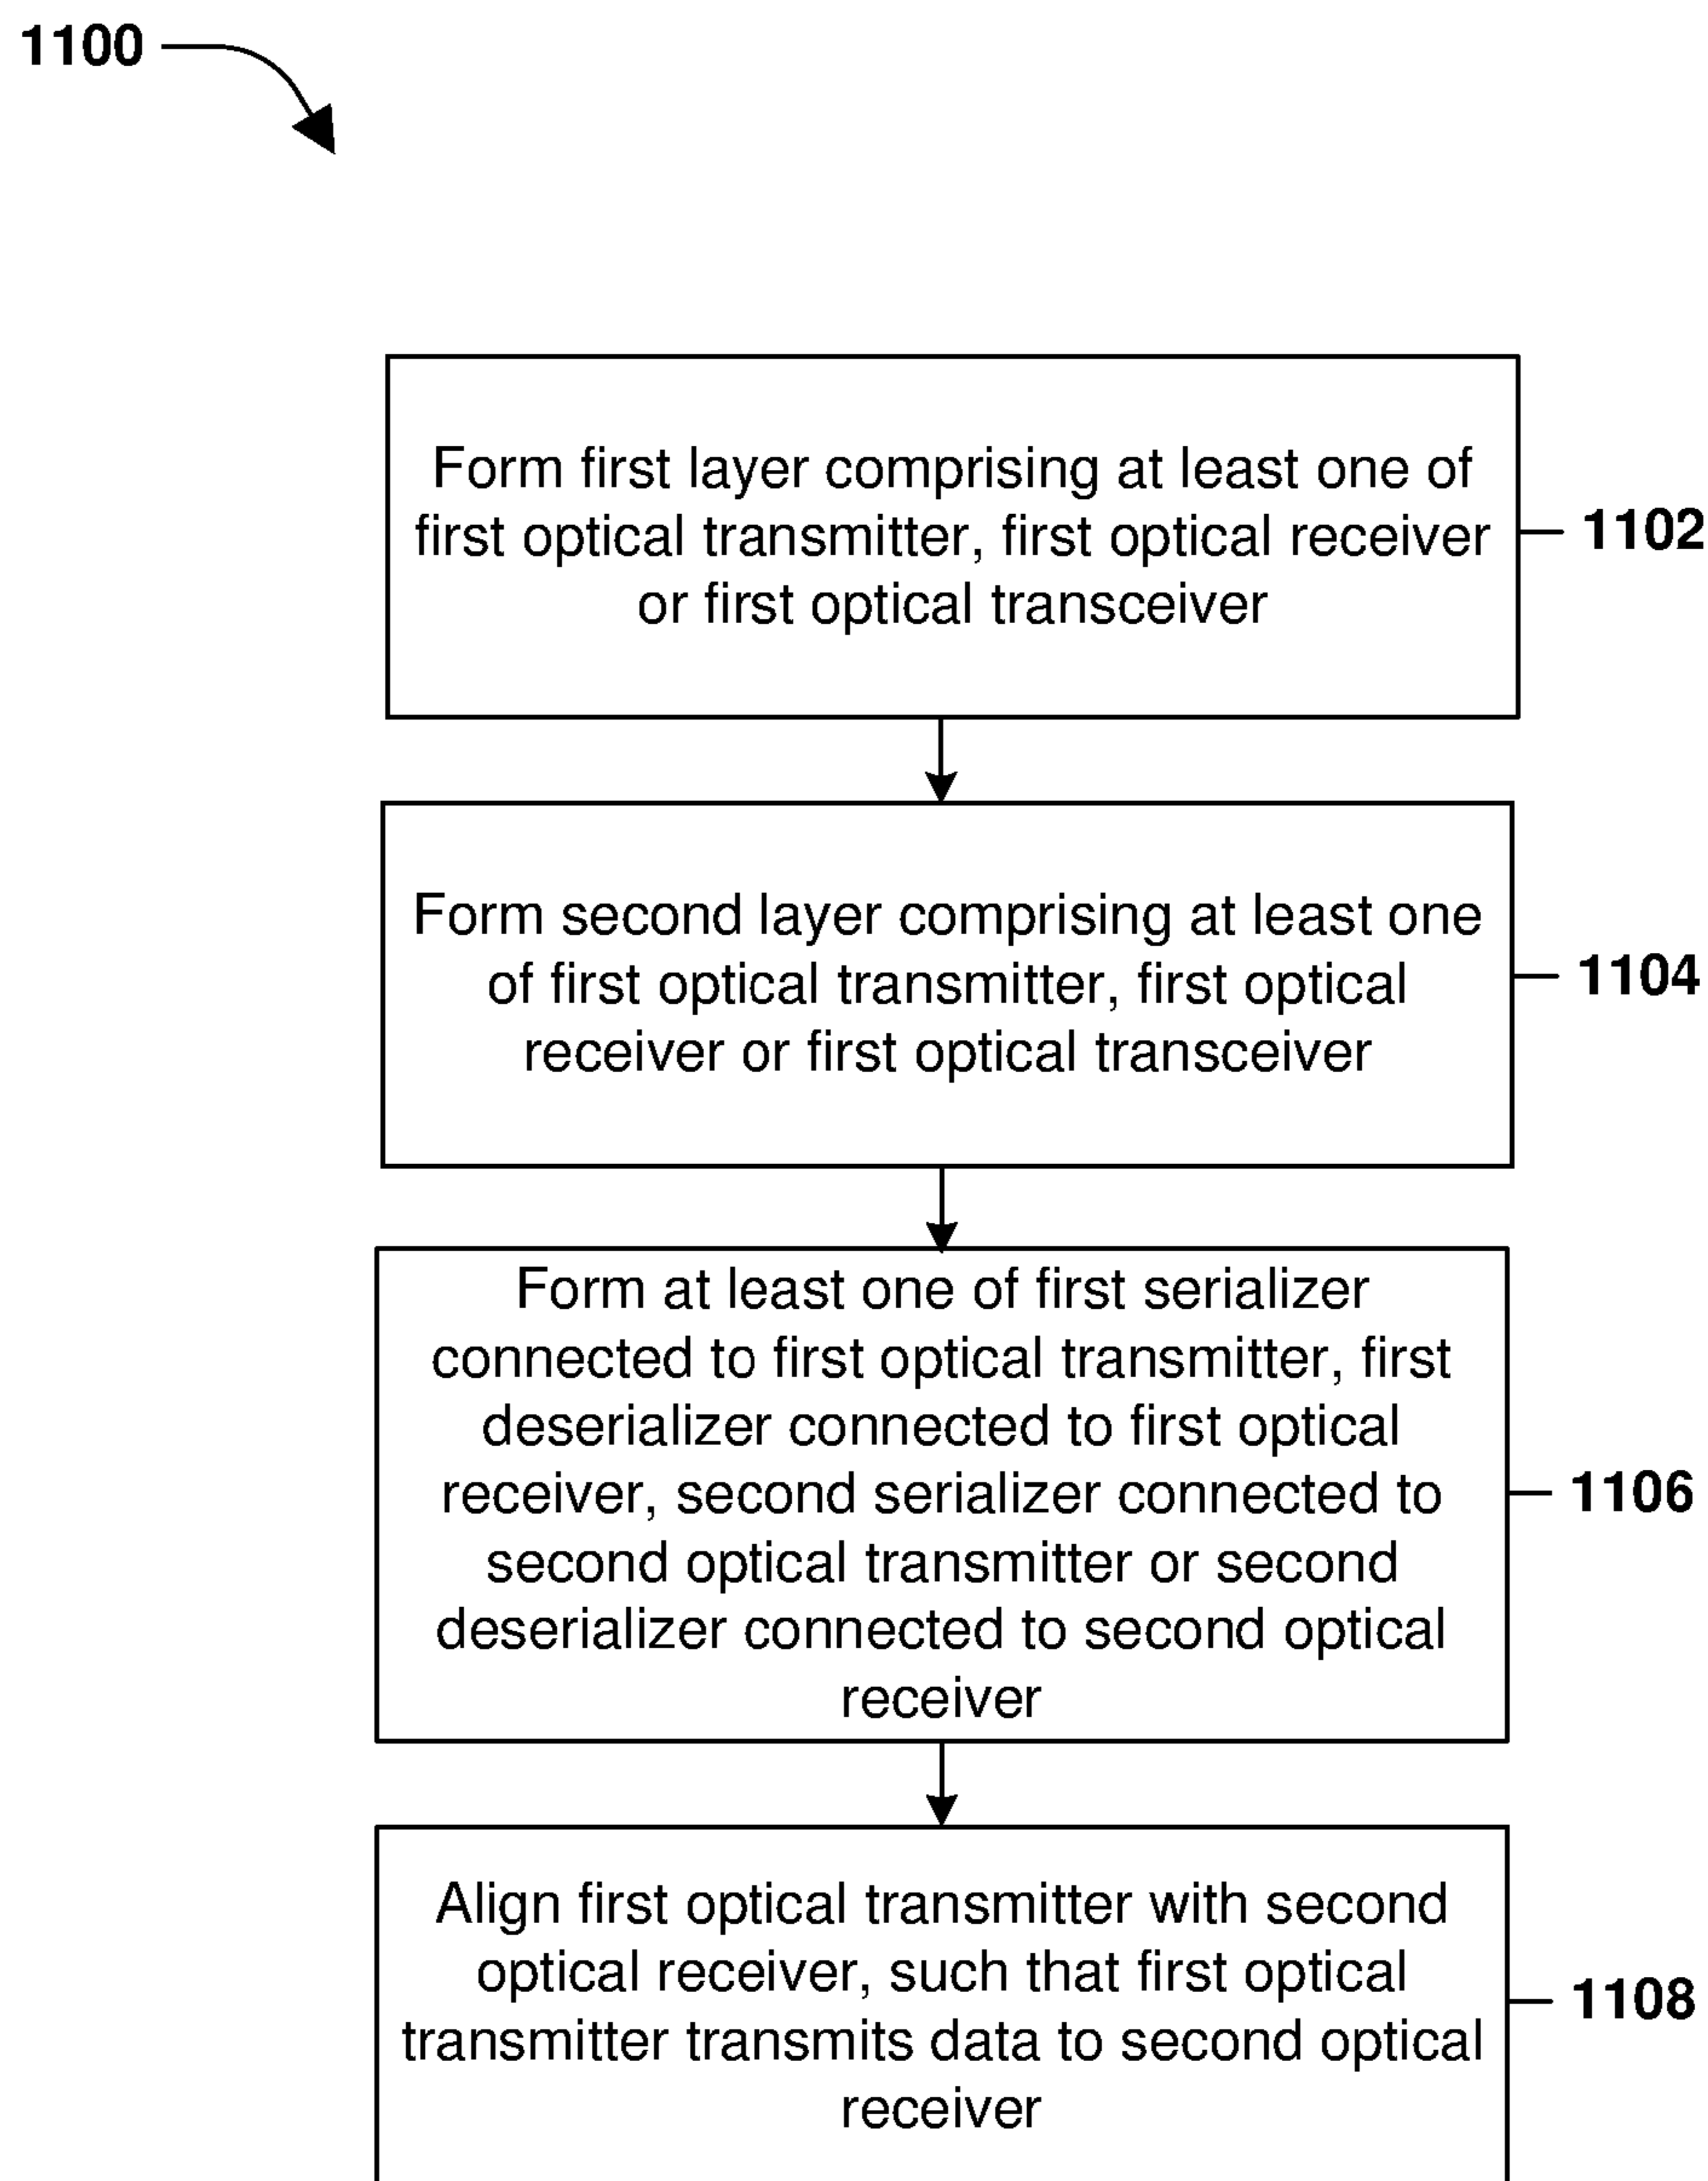 1100
Form first layer comprising at least one of
first optical transmitter, first optical receiver
or first optical transceiver
1102
Form second layer comprising at least one
of first optical transmitter, first optical
receiver or first optical transceiver
1104
Form at least one of first serializer
connected to first optical transmitter, first
deserializer connected to first optical
receiver, second serializer connected to
second optical transmitter or second
deserializer connected to second optical
receiver
1106
Align first optical transmitter with second
optical receiver, such that first optical
transmitter transmits data to second optical
receiver
1108